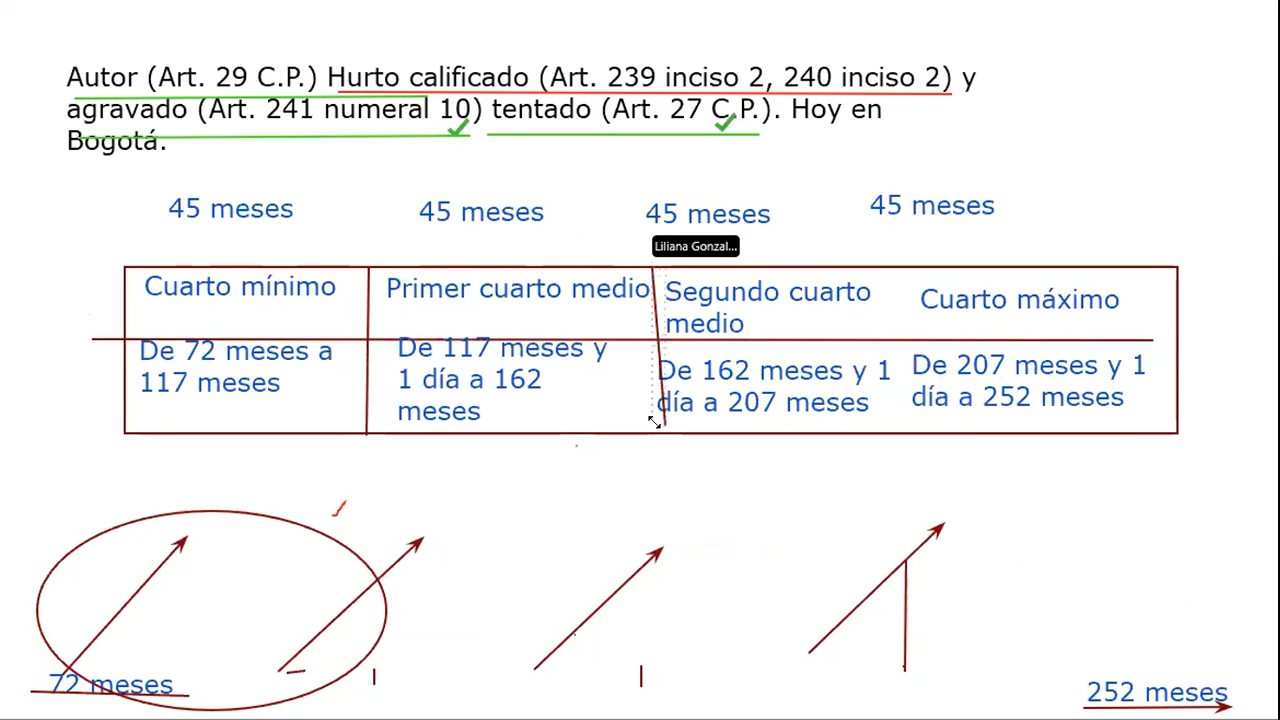 Autor (Art. 29 C.P.) Hurto calificado (Art. 239 inciso 2, 240 inciso 2) y
agravado (Art. 241 numeral 10) tentado (Art. 27 C.P.). Hoy en
Bogotá.
45 meses
45 meses
45 meses
45 meses
Liliana Gonzal...
Cuarto mínimo
Primer cuarto medio
Segundo cuarto
medio
Cuarto máximo
De 72 meses a
117 meses
De 117 meses y
1 día a 162
meses
De 162 meses y 1
día a 207 meses
De 207 meses y 1
día a 252 meses
72 meses
252 meses